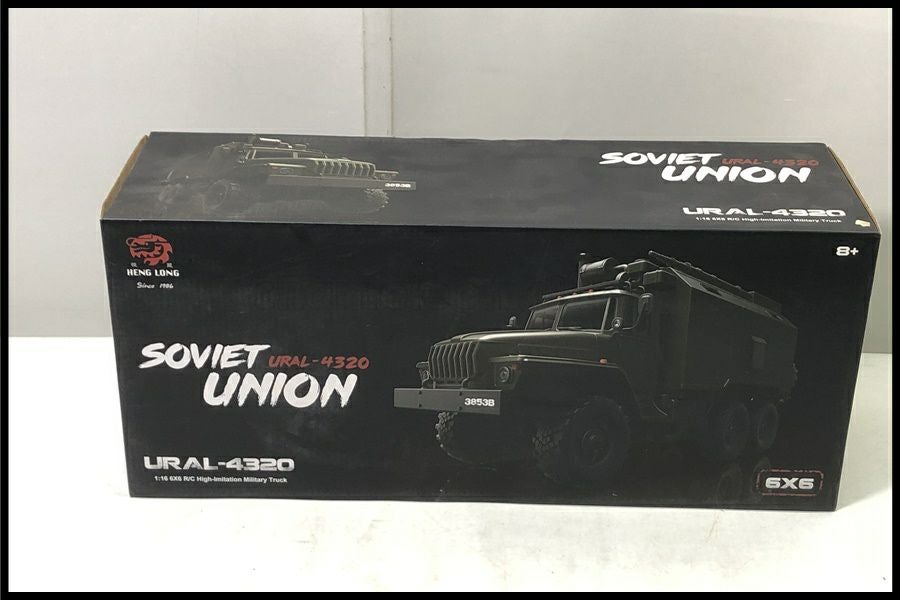 SOVIET URAL-4320
UNION
URAL-4320
1:16 6X6 R/C High-Imitation Military Truck
3853B
8+
HENG LONG
Since 1986
SOVIET URAL-4320
UNION
3853B
URAL-4320
1:16 6X6 R/C High-Imitation Military Truck
6X6